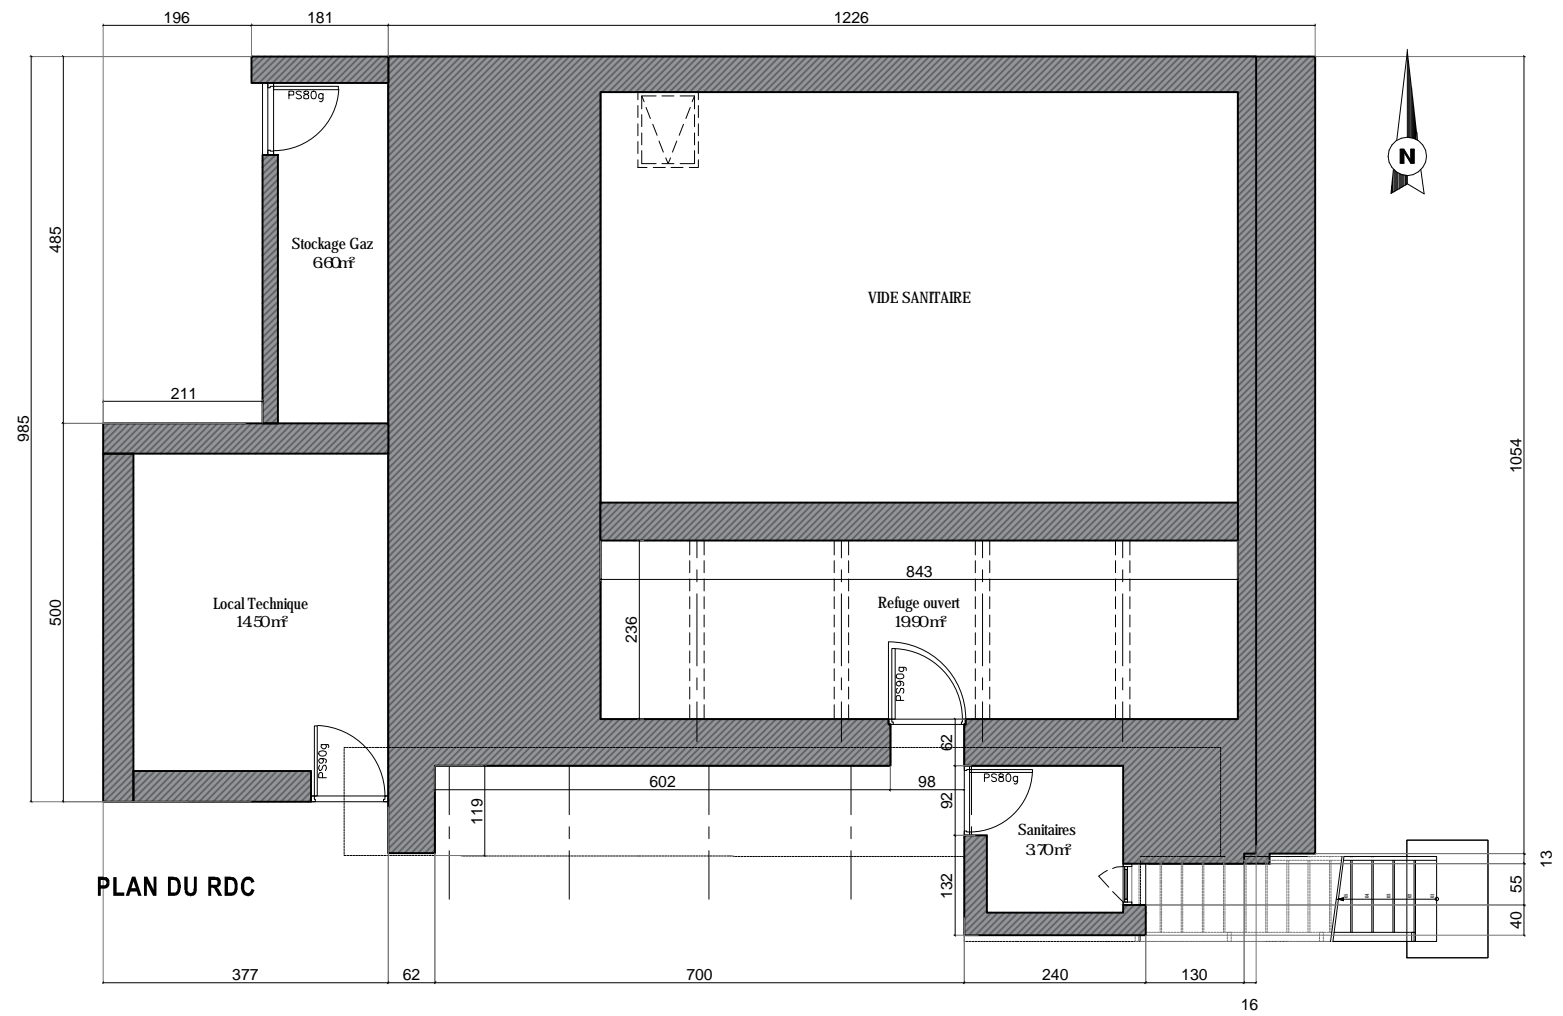 196
181
1226
PS80g
N
485
Stockage Gaz
6.60m²
VIDE SANITAIRE
211
985
1054
843
Local Technique
14.50m²
Refuge ouvert
19.90m²
500
236
PS90g
PS90g
62
602
98
PS80g
119
92
Sanitaires
3.70m²
13
PLAN DU RDC
132
55
40
377
62
700
240
130
16